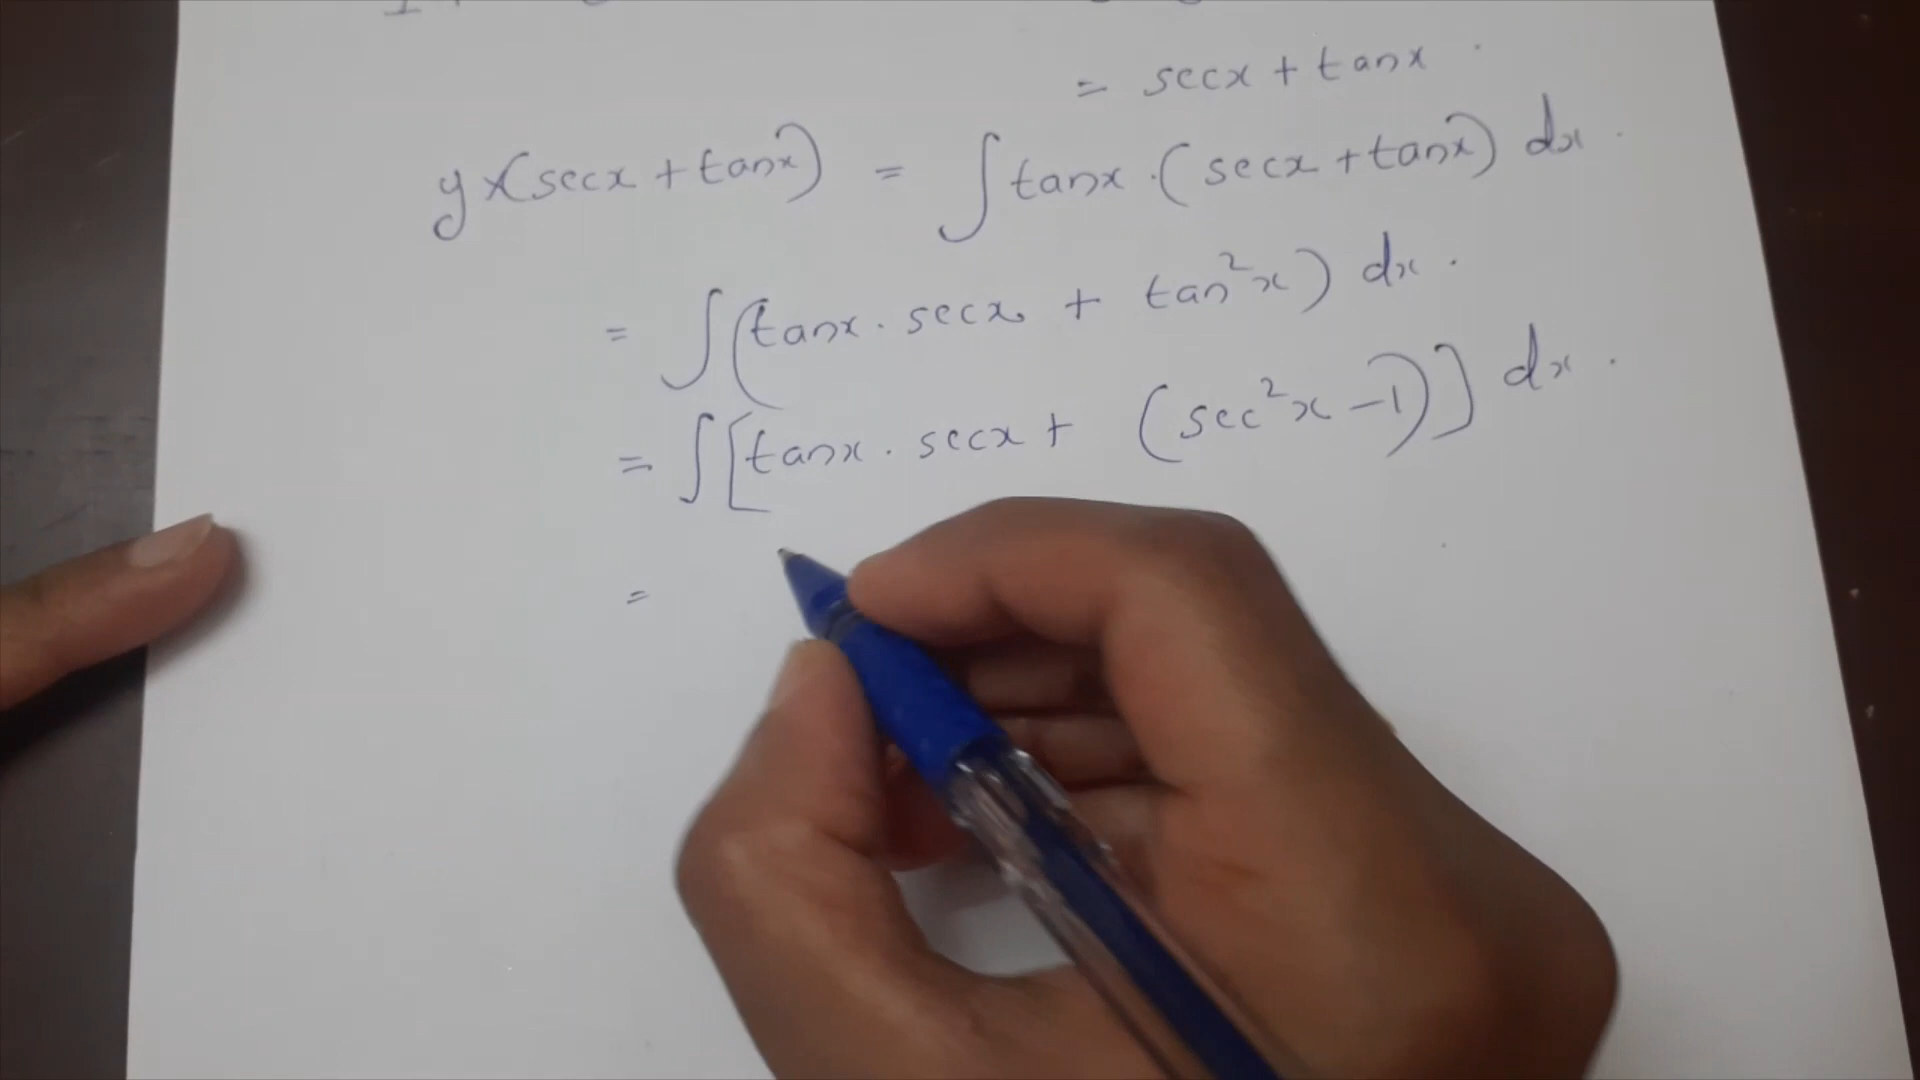 = secx + tanx .
y×(secx + tanx) = ∫ tanx . (secx + tanx) dx .
= ∫ (tanx . secx + tan²x) dx .
= ∫ [tanx . secx + (sec²x - 1)] dx .
=